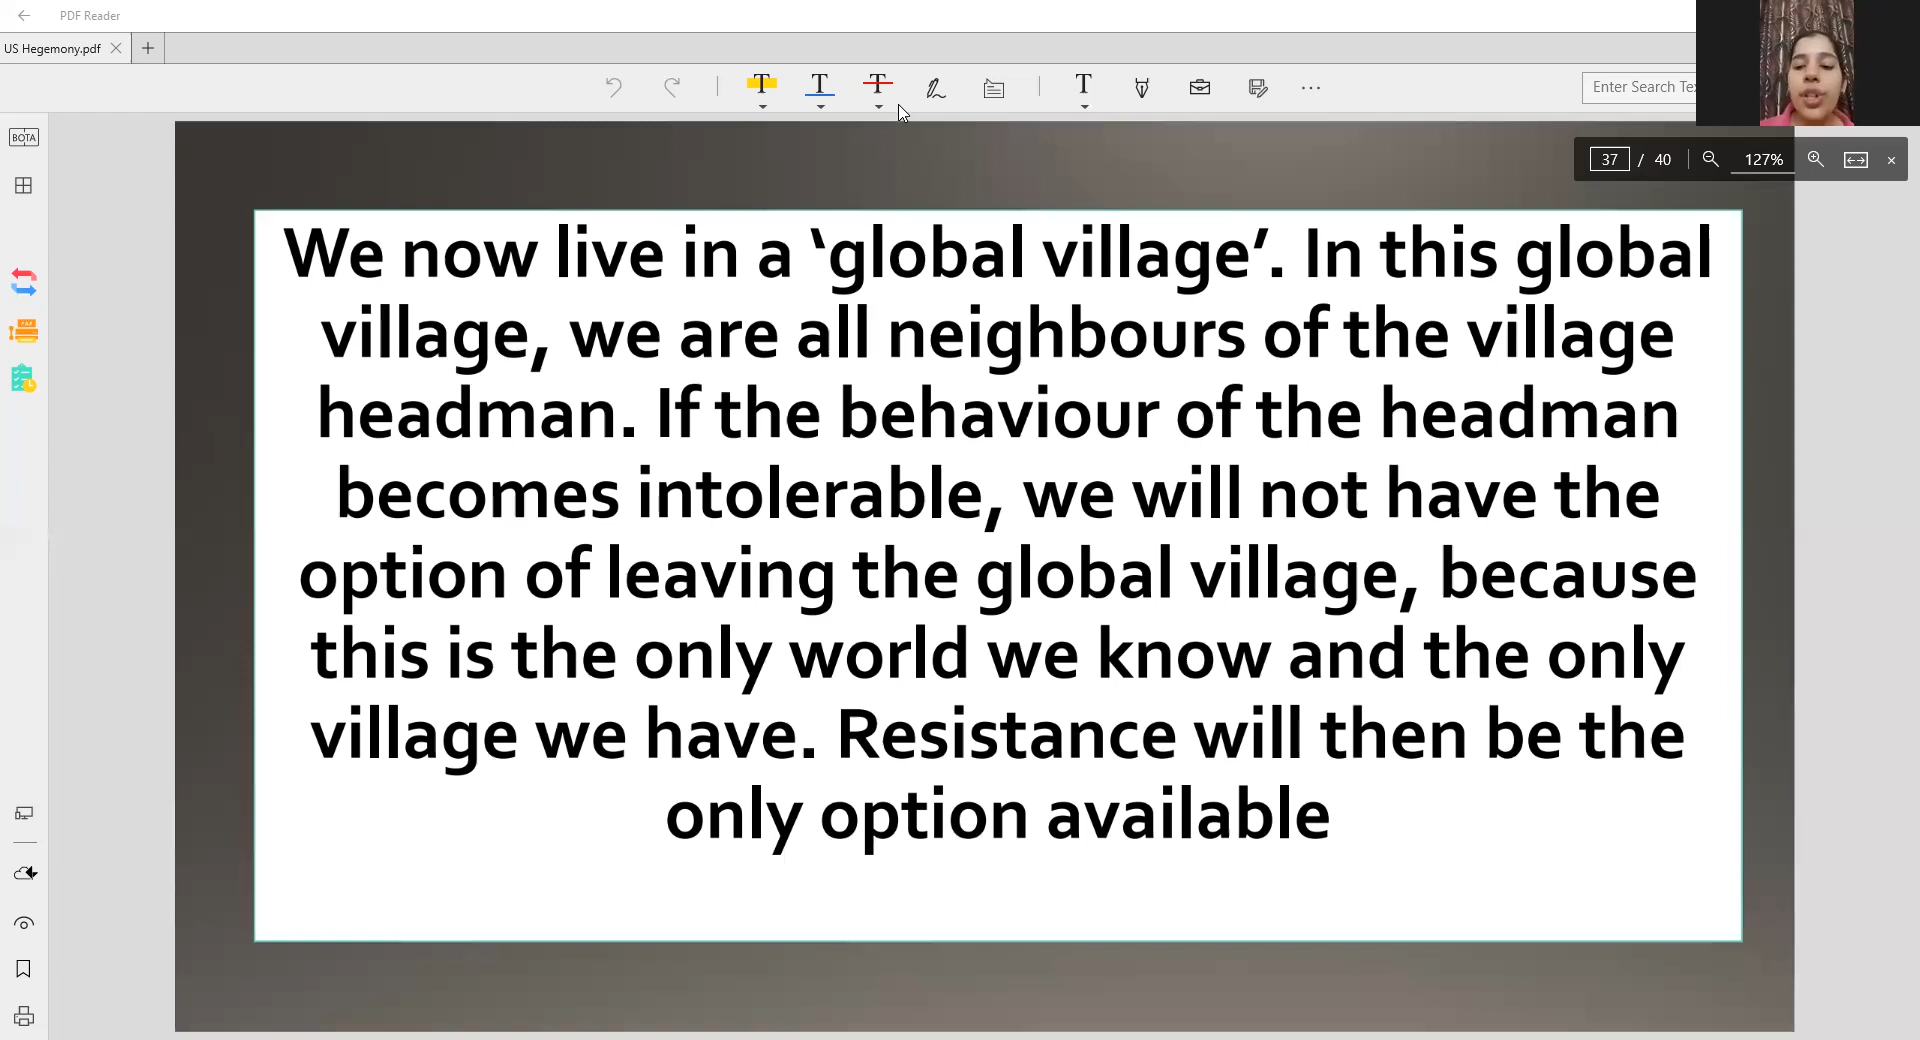 PDF Reader
US Hegemony.pdf
Enter Search Te
BOTA
37 / 40 127%
We now live in a ‘global village’. In this global
village, we are all neighbours of the village
headman. If the behaviour of the headman
becomes intolerable, we will not have the
option of leaving the global village, because
this is the only world we know and the only
village we have. Resistance will then be the
only option available